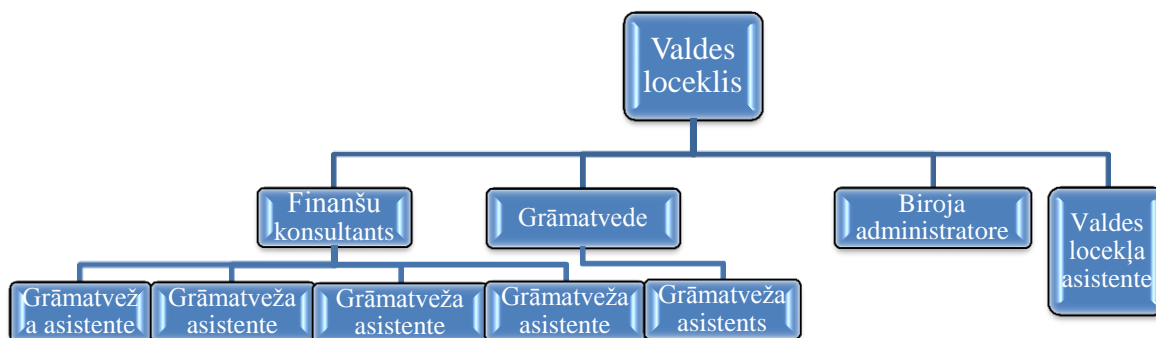 Valdes
loceklis
Finanšu
konsultants
Grāmatvede
Biroja
administratore
Valdes
locekļa
asistente
Grāmatvež
a asistente
Grāmatveža
asistente
Grāmatveža
asistente
Grāmatveža
asistente
Grāmatveža
asistents